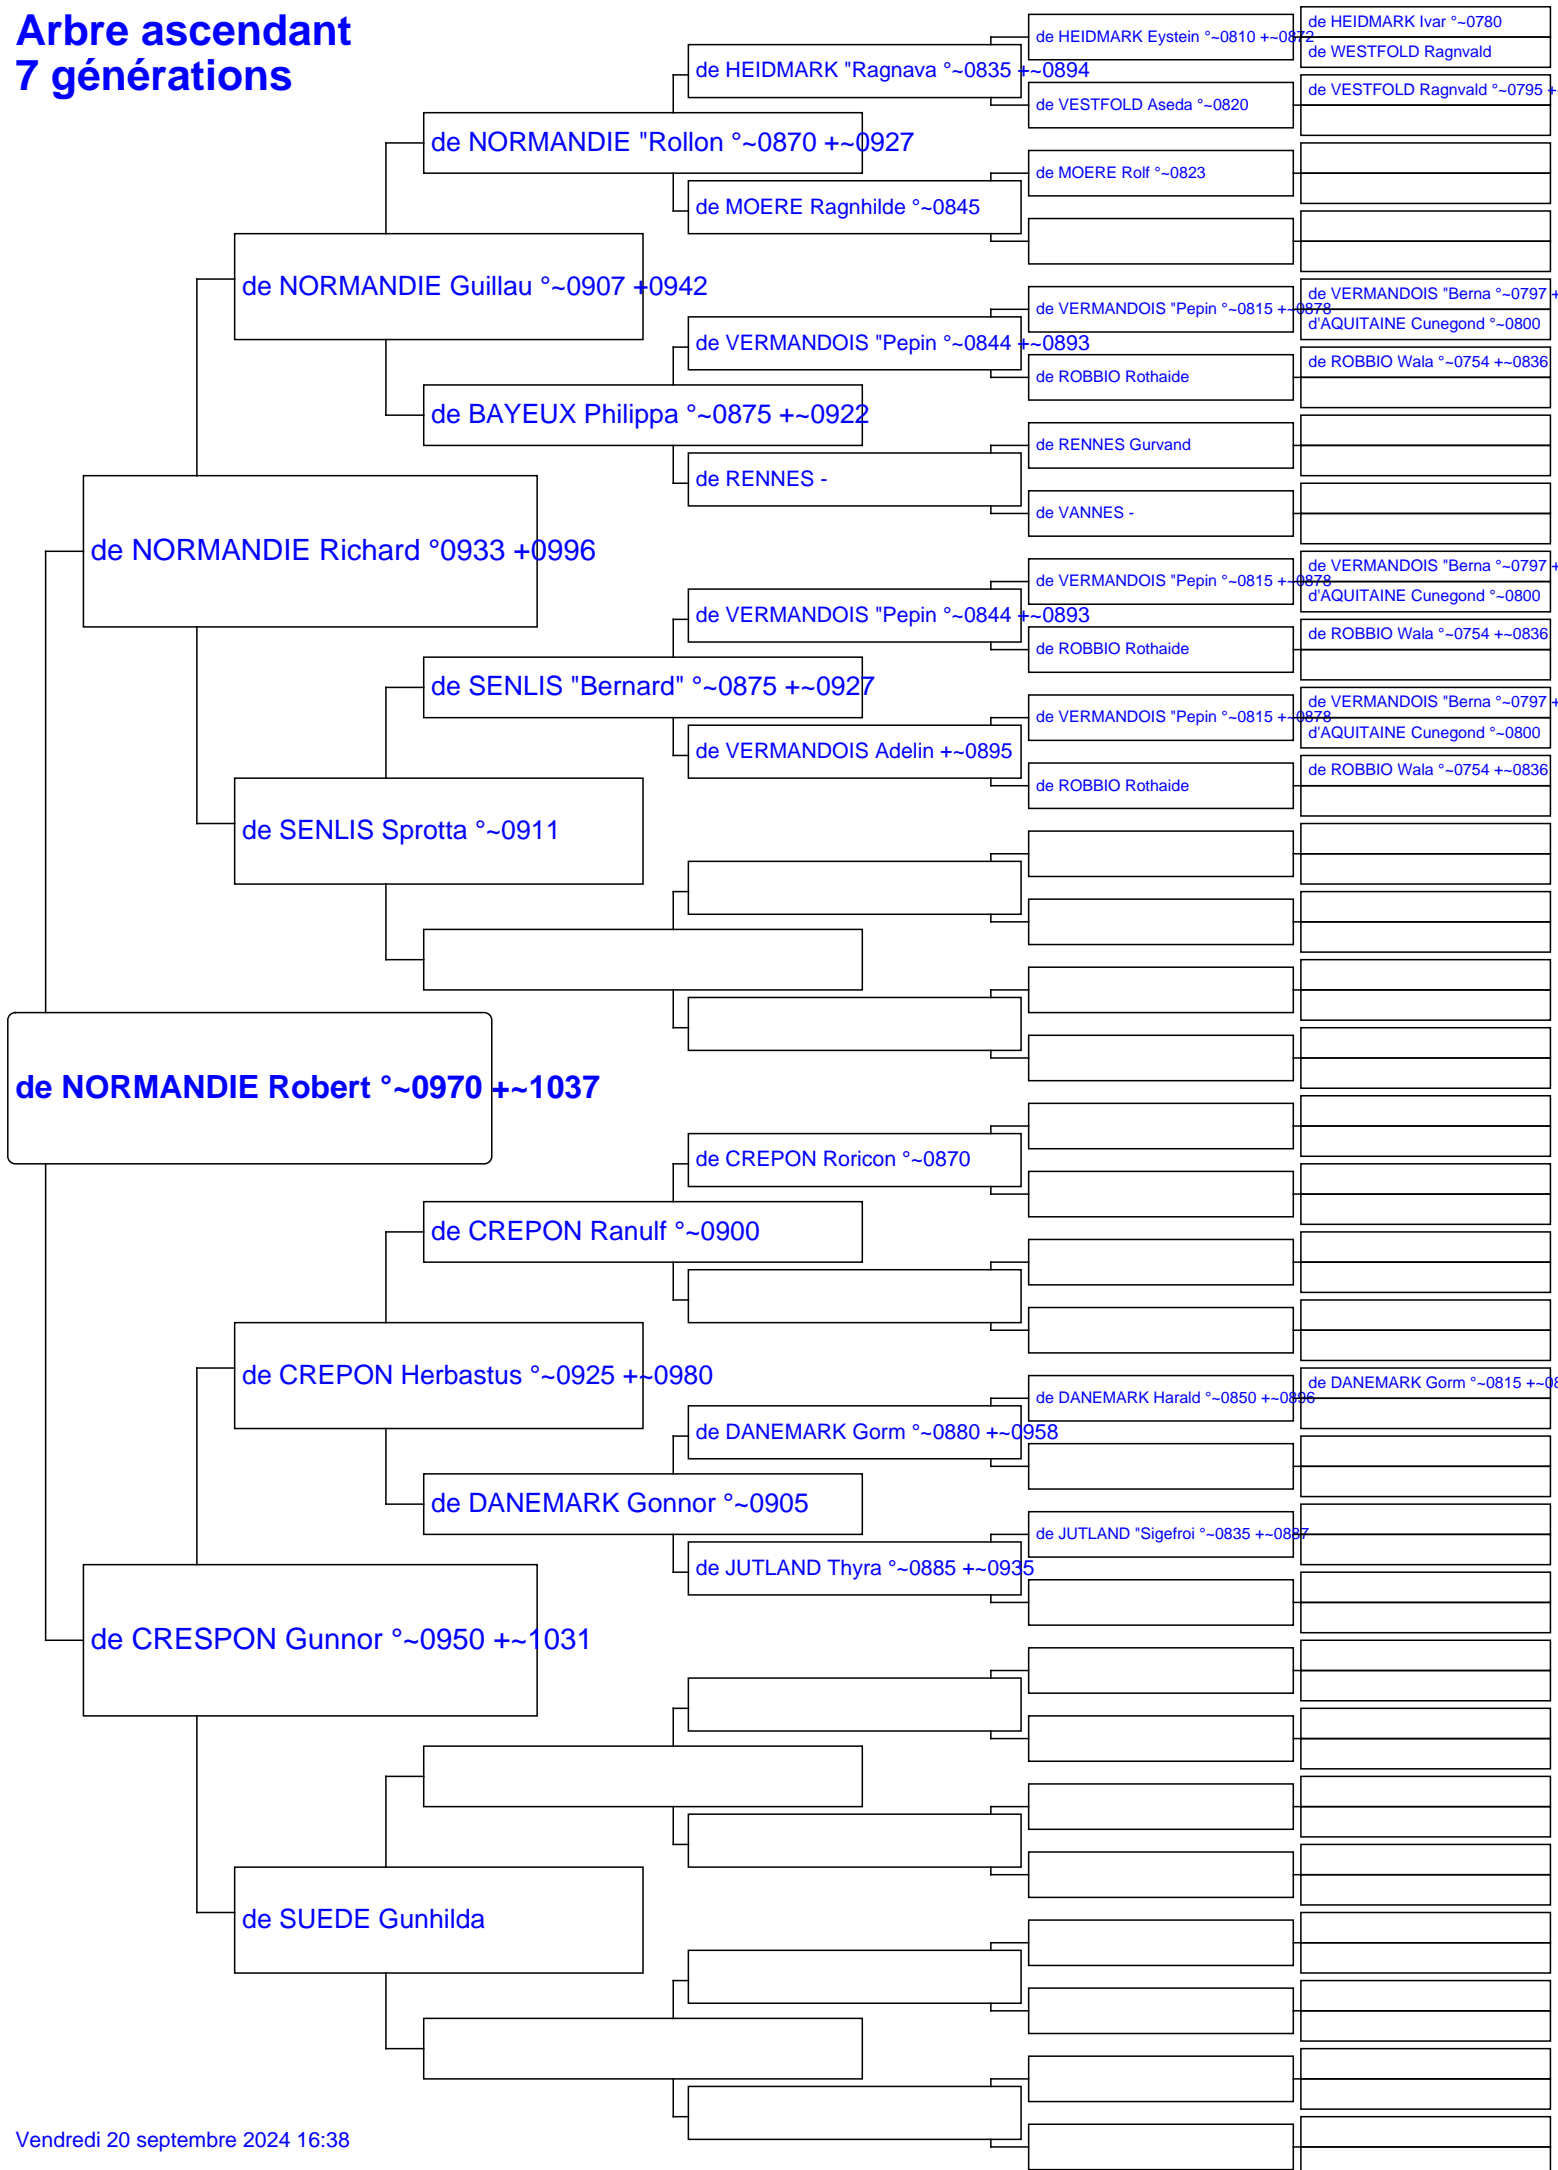 Arbre ascendant
7 générations
de HEIDMARK Ivar °~0780
de HEIDMARK Eystein °~0810 +~0872
de WESTFOLD Ragnvald
de HEIDMARK "Ragnava °~0835 +~0894
de VESTFOLD Ragnvald °~0795 +
de VESTFOLD Aseda °~0820
de NORMANDIE "Rollon °~0870 +~0927
de MOERE Rolf °~0823
de MOERE Ragnhilde °~0845
de NORMANDIE Guillau °~0907 +0942
de VERMANDOIS "Berna °~0797 +
de VERMANDOIS "Pepin °~0815 +~0878
d'AQUITAINE Cunegond °~0800
de VERMANDOIS "Pepin °~0844 +~0893
de ROBBIO Wala °~0754 +~0836
de ROBBIO Rothaide
de BAYEUX Philippa °~0875 +~0922
de RENNES Gurvand
de RENNES -
de VANNES -
de NORMANDIE Richard °0933 +0996
de VERMANDOIS "Berna °~0797 +
de VERMANDOIS "Pepin °~0815 +~0878
d'AQUITAINE Cunegond °~0800
de VERMANDOIS "Pepin °~0844 +~0893
de ROBBIO Wala °~0754 +~0836
de ROBBIO Rothaide
de SENLIS "Bernard" °~0875 +~0927
de VERMANDOIS "Berna °~0797 +
de VERMANDOIS "Pepin °~0815 +~0878
d'AQUITAINE Cunegond °~0800
de VERMANDOIS Adelin +~0895
de ROBBIO Wala °~0754 +~0836
de ROBBIO Rothaide
de SENLIS Sprotta °~0911
de NORMANDIE Robert °~0970 +~1037
de CREPON Roricon °~0870
de CREPON Ranulf °~0900
de CREPON Herbastus °~0925 +~0980
de DANEMARK Gorm °~0815 +~08
de DANEMARK Harald °~0850 +~0896
de DANEMARK Gorm °~0880 +~0958
de DANEMARK Gonnor °~0905
de JUTLAND "Sigefroi °~0835 +~0887
de JUTLAND Thyra °~0885 +~0935
de CRESPON Gunnor °~0950 +~1031
de SUEDE Gunhilda
Vendredi 20 septembre 2024 16:38